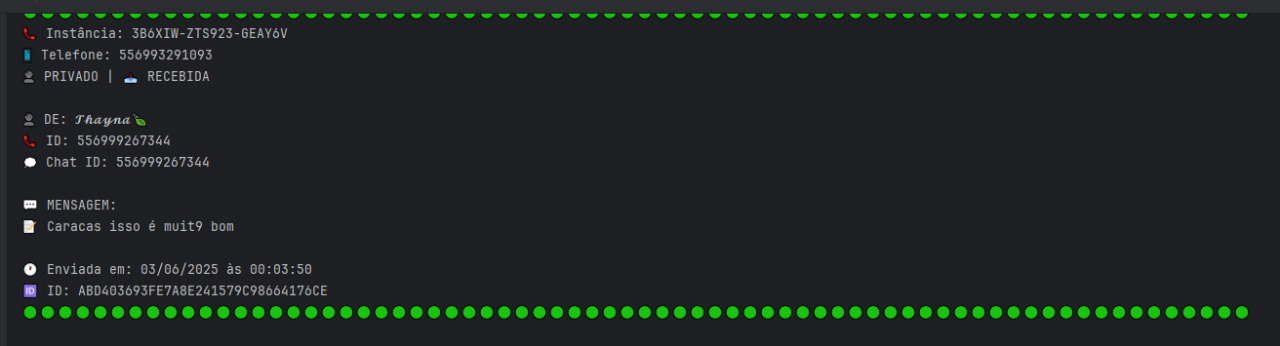 📞 Instância: 3B6XIW-ZTS923-GEAY6V
📱 Telefone: 556993291093
👤 PRIVADO | 📥 RECEBIDA
👤 DE: 𝓣𝓱𝓪𝔂𝓷𝓪🍃
📞 ID: 556999267344
💭 Chat ID: 556999267344
💬 MENSAGEM:
📝 Caracas isso é muit9 bom
🕐 Enviada em: 03/06/2025 às 00:03:50
🆔 ID: ABD403693FE7A8E241579C98664176CE